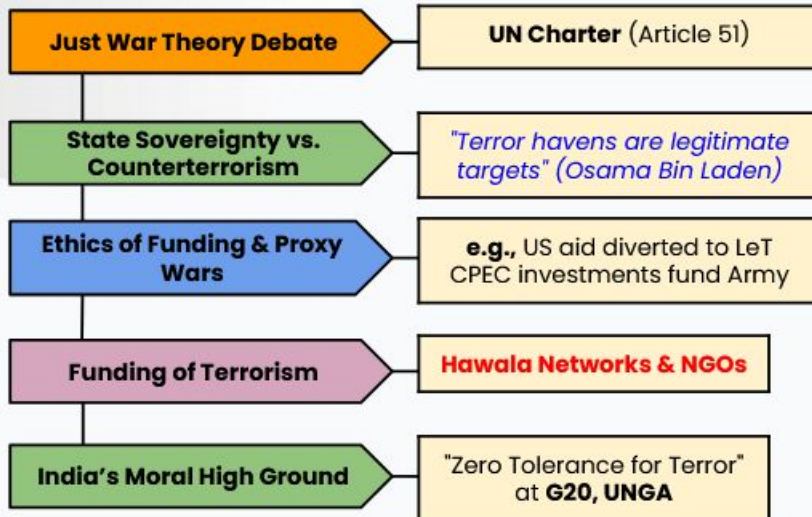 Just War Theory Debate
UN Charter (Article 51)
State Sovereignty vs.
Counterterrorism
"Terror havens are legitimate
targets" (Osama Bin Laden)
Ethics of Funding & Proxy
Wars
e.g., US aid diverted to LeT
CPEC investments fund Army
Funding of Terrorism
Hawala Networks & NGOs
India's Moral High Ground
"Zero Tolerance for Terror"
at G20, UNGA